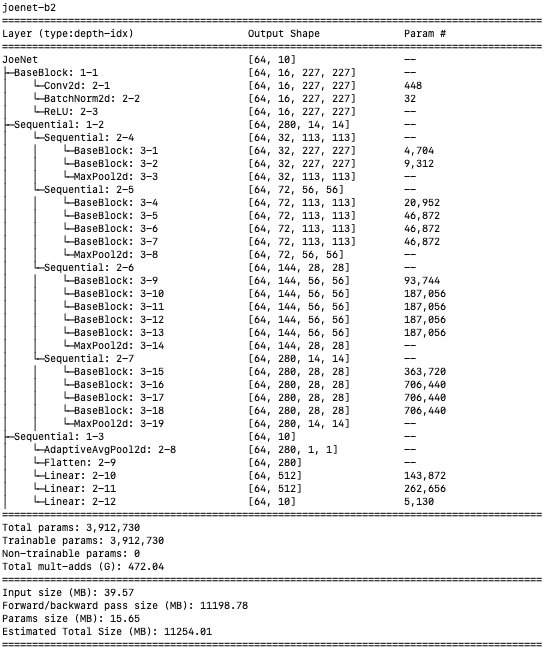 joenet-b2
==========================================================================================
Layer (type:depth-idx)                   Output Shape              Param #
==========================================================================================
JoeNet                                   [64, 10]                  --
├─BaseBlock: 1-1                         [64, 16, 227, 227]        --
│    └─Conv2d: 2-1                       [64, 16, 227, 227]        448
│    └─BatchNorm2d: 2-2                  [64, 16, 227, 227]        32
│    └─ReLU: 2-3                         [64, 16, 227, 227]        --
├─Sequential: 1-2                        [64, 280, 14, 14]         --
│    └─Sequential: 2-4                   [64, 32, 113, 113]        --
│    │    └─BaseBlock: 3-1               [64, 32, 227, 227]        4,704
│    │    └─BaseBlock: 3-2               [64, 32, 227, 227]        9,312
│    │    └─MaxPool2d: 3-3               [64, 32, 113, 113]        --
│    └─Sequential: 2-5                   [64, 72, 56, 56]          --
│    │    └─BaseBlock: 3-4               [64, 72, 113, 113]        20,952
│    │    └─BaseBlock: 3-5               [64, 72, 113, 113]        46,872
│    │    └─BaseBlock: 3-6               [64, 72, 113, 113]        46,872
│    │    └─BaseBlock: 3-7               [64, 72, 113, 113]        46,872
│    │    └─MaxPool2d: 3-8               [64, 72, 56, 56]          --
│    └─Sequential: 2-6                   [64, 144, 28, 28]         --
│    │    └─BaseBlock: 3-9               [64, 144, 56, 56]         93,744
│    │    └─BaseBlock: 3-10              [64, 144, 56, 56]         187,056
│    │    └─BaseBlock: 3-11              [64, 144, 56, 56]         187,056
│    │    └─BaseBlock: 3-12              [64, 144, 56, 56]         187,056
│    │    └─BaseBlock: 3-13              [64, 144, 56, 56]         187,056
│    │    └─MaxPool2d: 3-14              [64, 144, 28, 28]         --
│    └─Sequential: 2-7                   [64, 280, 14, 14]         --
│    │    └─BaseBlock: 3-15              [64, 280, 28, 28]         363,720
│    │    └─BaseBlock: 3-16              [64, 280, 28, 28]         706,440
│    │    └─BaseBlock: 3-17              [64, 280, 28, 28]         706,440
│    │    └─BaseBlock: 3-18              [64, 280, 28, 28]         706,440
│    │    └─MaxPool2d: 3-19              [64, 280, 14, 14]         --
├─Sequential: 1-3                        [64, 10]                  --
│    └─AdaptiveAvgPool2d: 2-8            [64, 280, 1, 1]           --
│    └─Flatten: 2-9                      [64, 280]                 --
│    └─Linear: 2-10                      [64, 512]                 143,872
│    └─Linear: 2-11                      [64, 512]                 262,656
│    └─Linear: 2-12                      [64, 10]                  5,130
==========================================================================================
Total params: 3,912,730
Trainable params: 3,912,730
Non-trainable params: 0
Total mult-adds (G): 472.04
==========================================================================================
Input size (MB): 39.57
Forward/backward pass size (MB): 11198.78
Params size (MB): 15.65
Estimated Total Size (MB): 11254.01
==========================================================================================